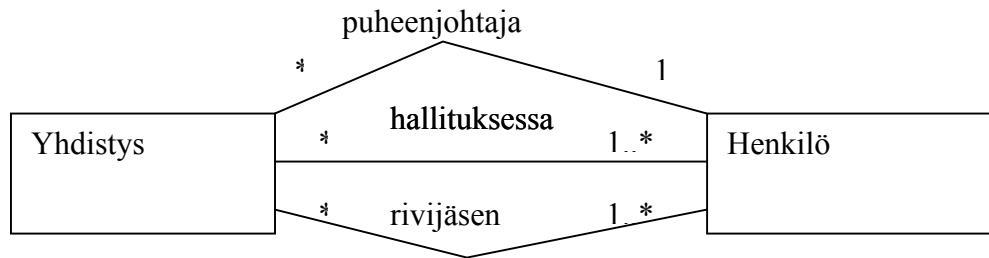 puheenjohtaja
* 1
hallituksessa
Yhdistys * 1..* Henkilö
* rivijäsen 1..*